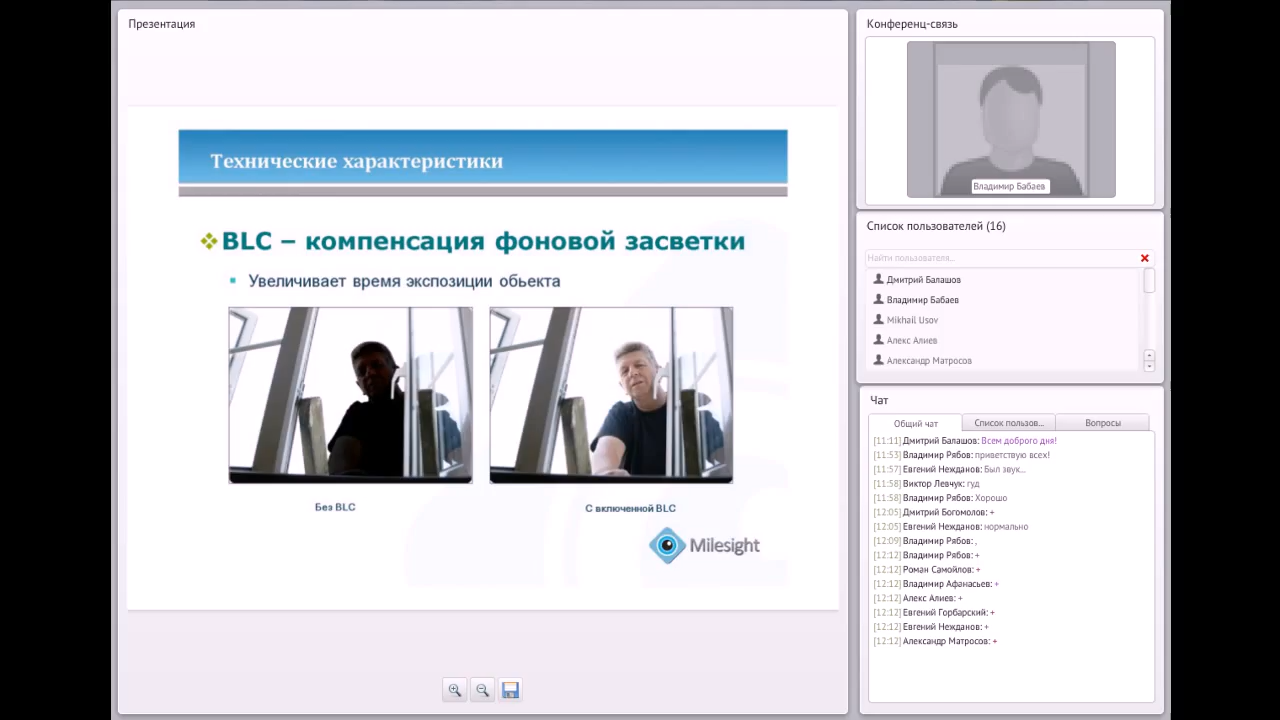 Презентация
Технические характеристики
BLC – компенсация фоновой засветки
Увеличивает время экспозиции обьекта
Без BLC
С включенной BLC
Milesight
Конференц-связь
Владимир Бабаев
Список пользователей (16)
Найти пользователя...
Дмитрий Балашов
Владимир Бабаев
Mikhail Usov
Алекс Алиев
Александр Матросов
Чат
Общий чат
Список пользов...
Вопросы
[11:11] Дмитрий Балашов: Всем доброго дня!
[11:53] Владимир Рябов: приветствую всех!
[11:57] Евгений Нежданов: Был звук...
[11:58] Виктор Левчук: гуд
[11:58] Владимир Рябов: Хорошо
[12:05] Дмитрий Богомолов: +
[12:05] Евгений Нежданов: нормально
[12:09] Владимир Рябов: ,
[12:12] Владимир Рябов: +
[12:12] Роман Самойлов: +
[12:12] Владимир Афанасьев: +
[12:12] Алекс Алиев: +
[12:12] Евгений Горбарский: +
[12:12] Евгений Нежданов: +
[12:12] Александр Матросов: +